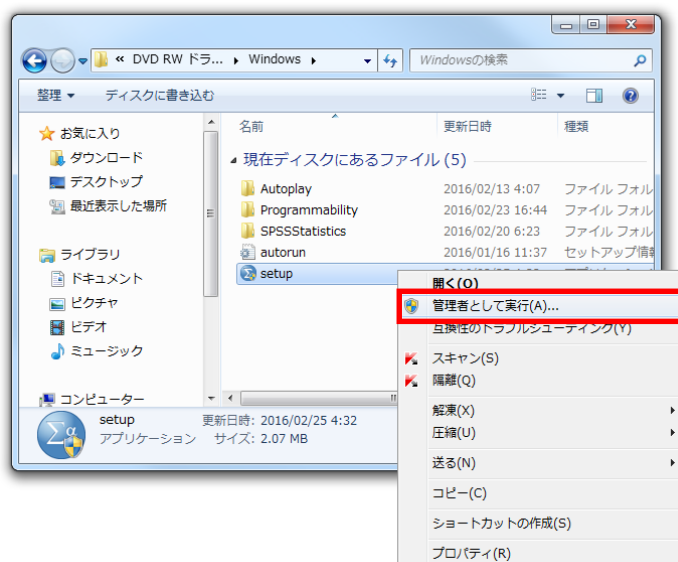 « DVD RW ドラ... ▸ Windows ▸
Windowsの検索
整理 ディスクに書き込む
名前 更新日時 種類
お気に入り
ダウンロード
デスクトップ
最近表示した場所
ライブラリ
ドキュメント
ピクチャ
ビデオ
ミュージック
コンピューター
現在ディスクにあるファイル (5)
Autoplay 2016/02/13 4:07 ファイル フォル
Programmability 2016/02/23 16:44 ファイル フォル
SPSSStatistics 2016/02/20 6:23 ファイル フォル
autorun 2016/01/16 11:37 セットアップ情報
setup
開く(O)
管理者として実行(A)...
互換性のトラブルシューティング(Y)
スキャン(S)
隔離(Q)
解凍(X)
圧縮(U)
送る(N)
コピー(C)
ショートカットの作成(S)
プロパティ(R)
setup 更新日時: 2016/02/25 4:32
アプリケーション サイズ: 2.07 MB